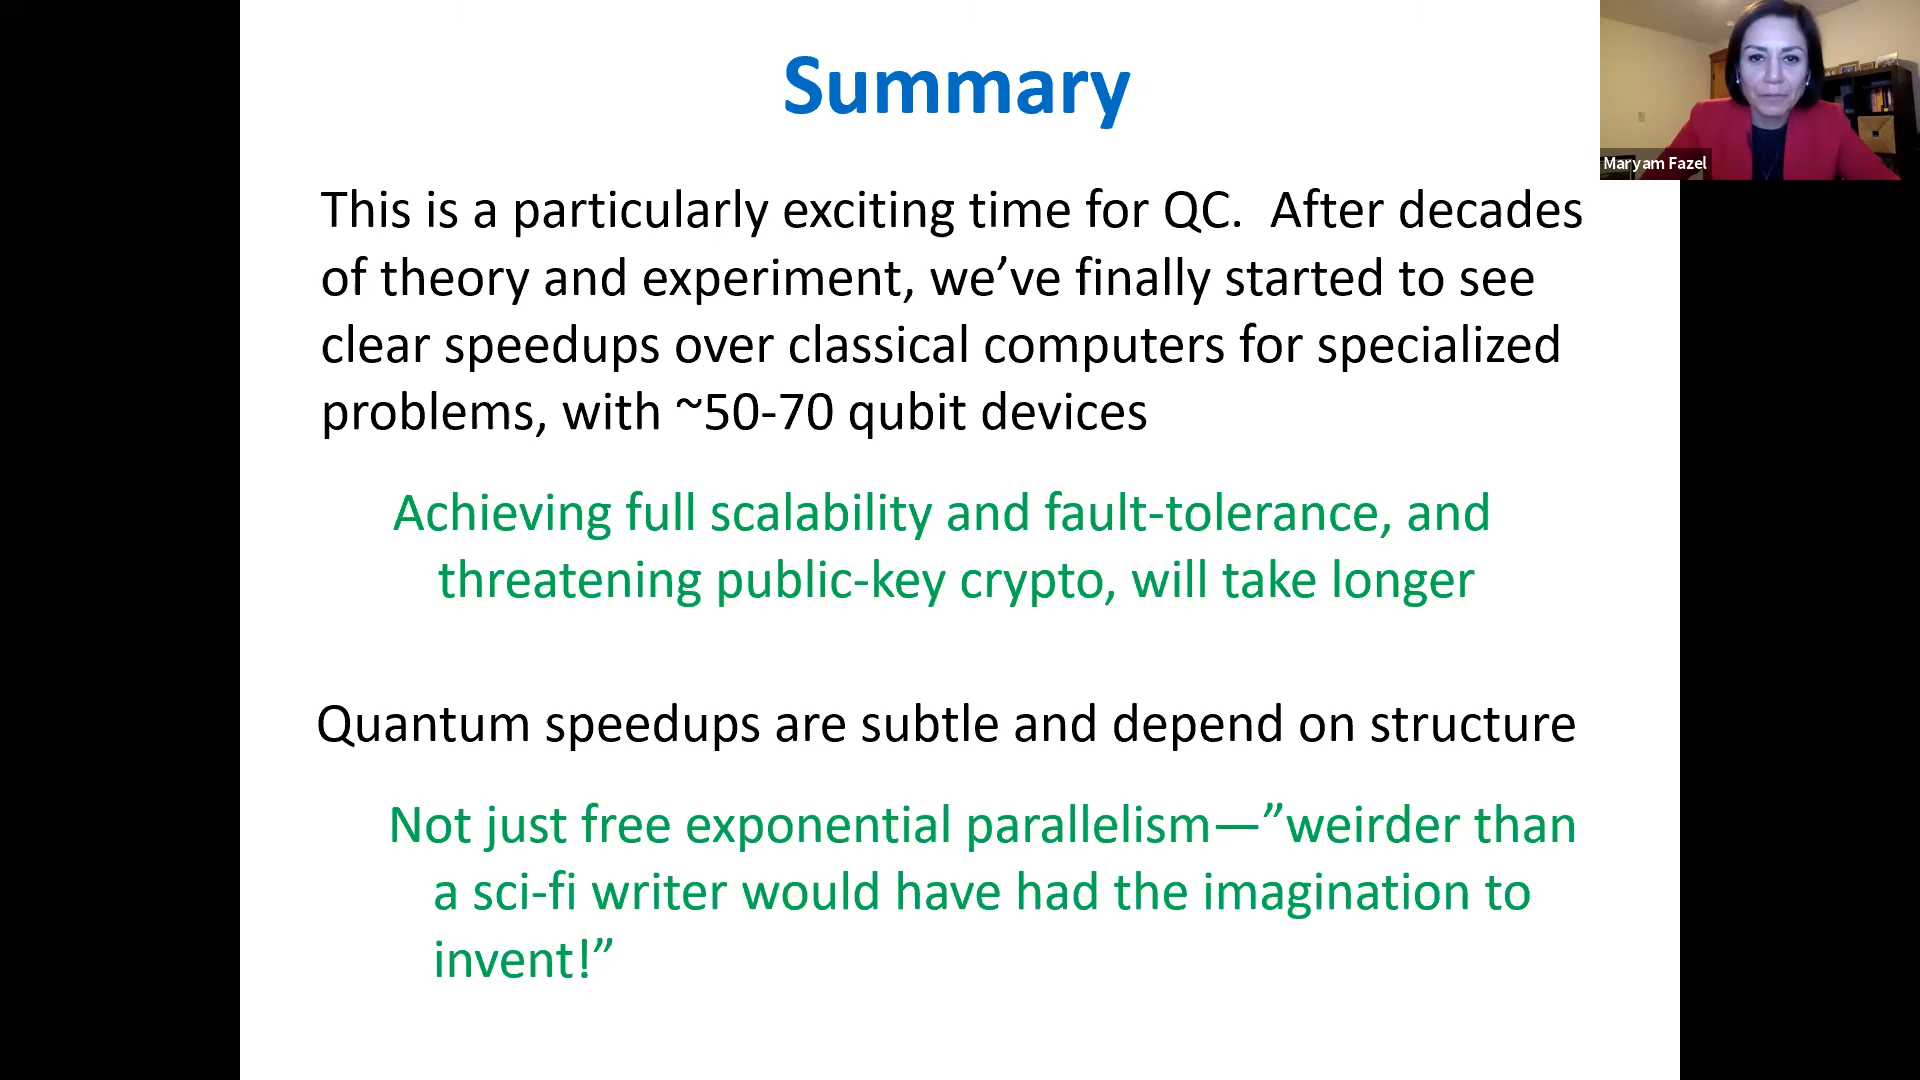 Summary
Maryam Fazel
This is a particularly exciting time for QC.  After decades
of theory and experiment, we’ve finally started to see
clear speedups over classical computers for specialized
problems, with ~50-70 qubit devices
Achieving full scalability and fault-tolerance, and
threatening public-key crypto, will take longer
Quantum speedups are subtle and depend on structure
Not just free exponential parallelism—”weirder than
a sci-fi writer would have had the imagination to
invent!”